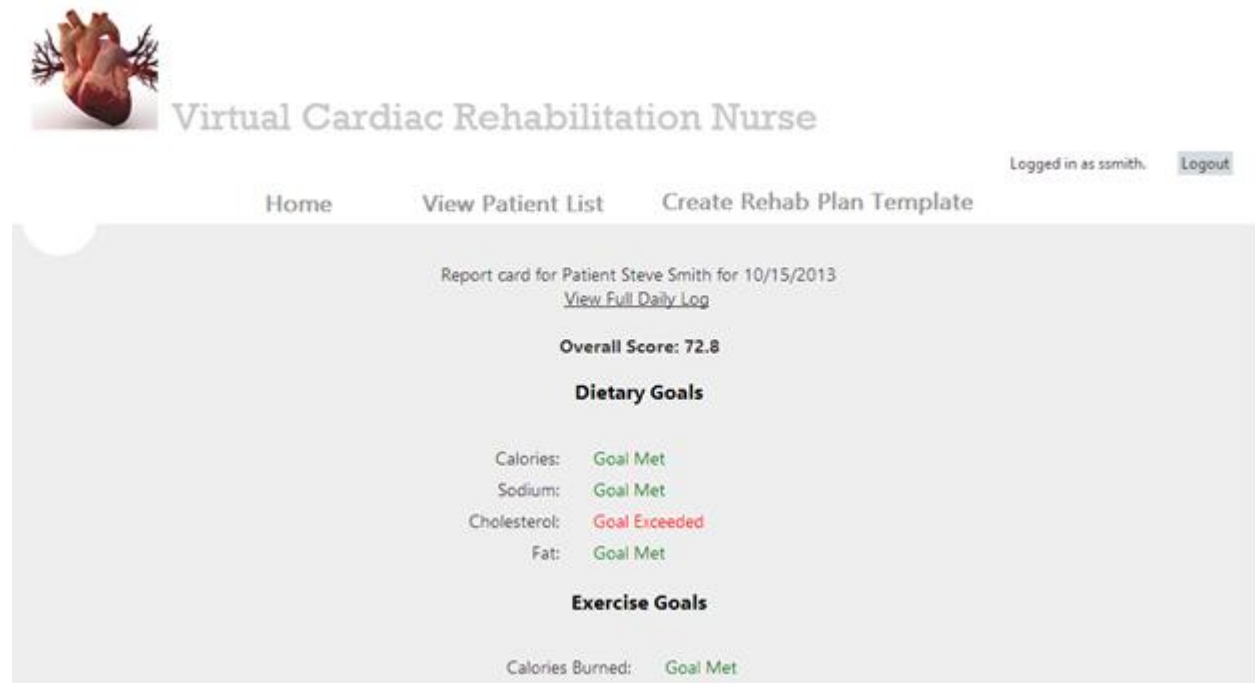 Virtual Cardiac Rehabilitation Nurse
Logged in as ssmith. Logout
Home View Patient List Create Rehab Plan Template
Report card for Patient Steve Smith for 10/15/2013
View Full Daily Log
Overall Score: 72.8
Dietary Goals
Calories: Goal Met
Sodium: Goal Met
Cholesterol: Goal Exceeded
Fat: Goal Met
Exercise Goals
Calories Burned: Goal Met